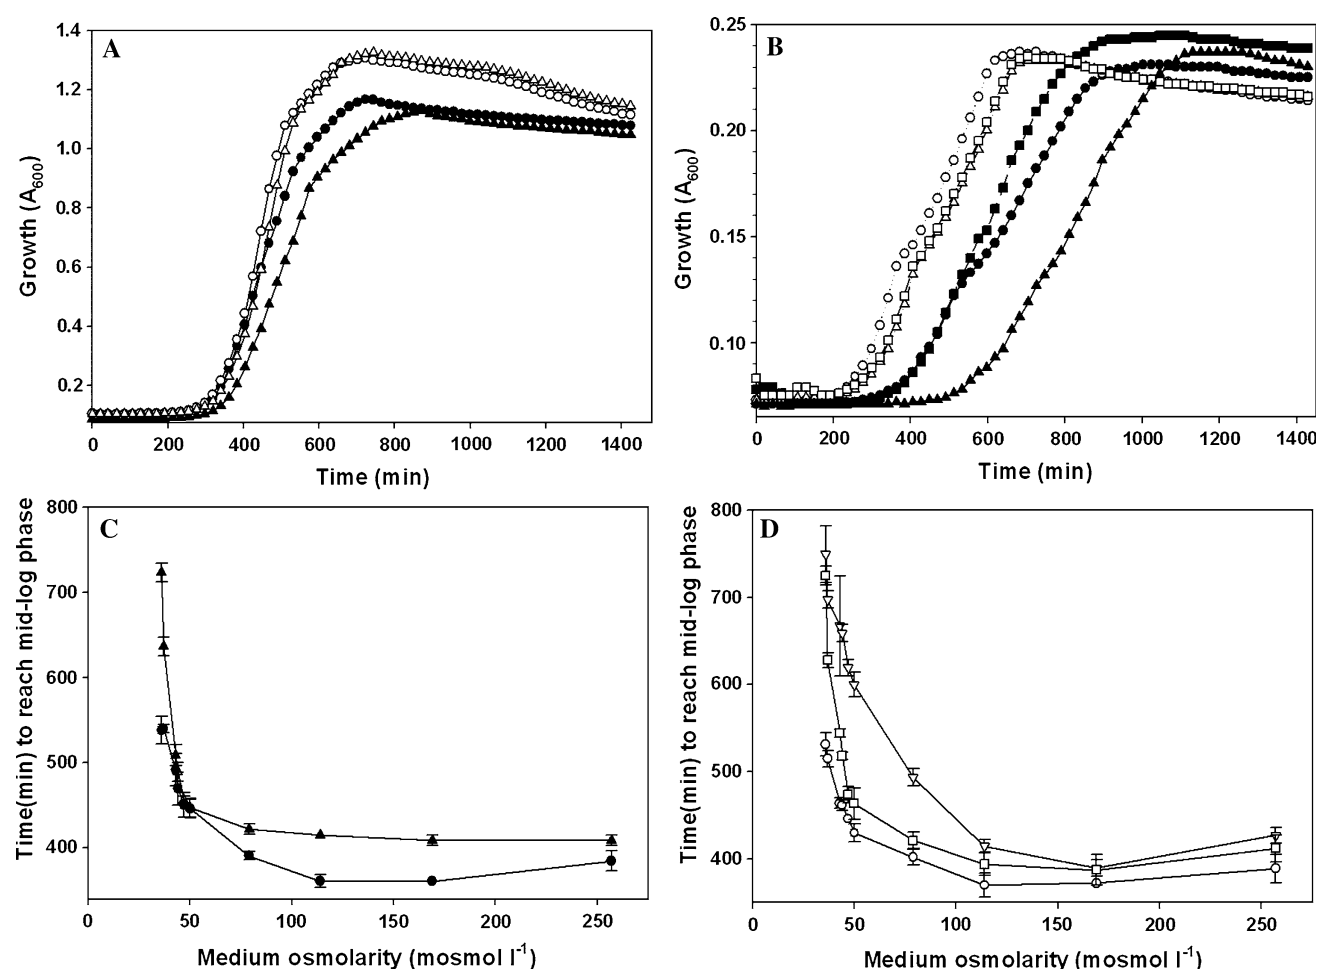 A
1.4
1.2
1.0
0.8
0.6
0.4
0.2
Growth (A600)
0 200 400 600 800 1000 1200 1400
Time (min)
B
0.25
0.20
0.15
0.10
Growth (A600)
0 200 400 600 800 1000 1200 1400
Time (min)
C
800
700
600
500
400
Time(min) to reach mid-log phase
0 50 100 150 200 250
Medium osmolarity (mosmol l-1)
D
800
700
600
500
400
Time(min) to reach mid-log phase
0 50 100 150 200 250
Medium osmolarity (mosmol l-1)